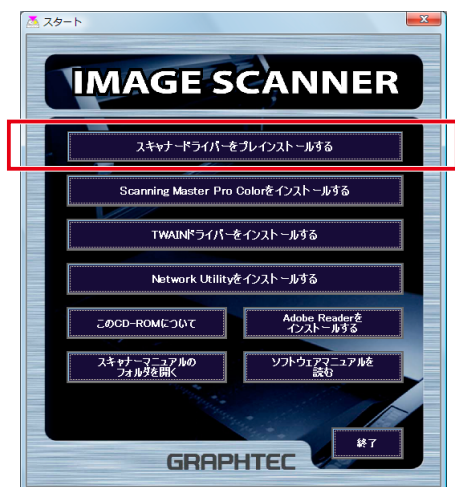 スタート
IMAGE SCANNER
スキャナードライバーをプレインストールする
Scanning Master Pro Colorをインストールする
TWAINドライバーをインストールする
Network Utilityをインストールする
このCD-ROMについて
Adobe Readerを
インストールする
スキャナーマニュアルの
フォルダを開く
ソフトウェアマニュアルを
読む
終了
GRAPHTEC